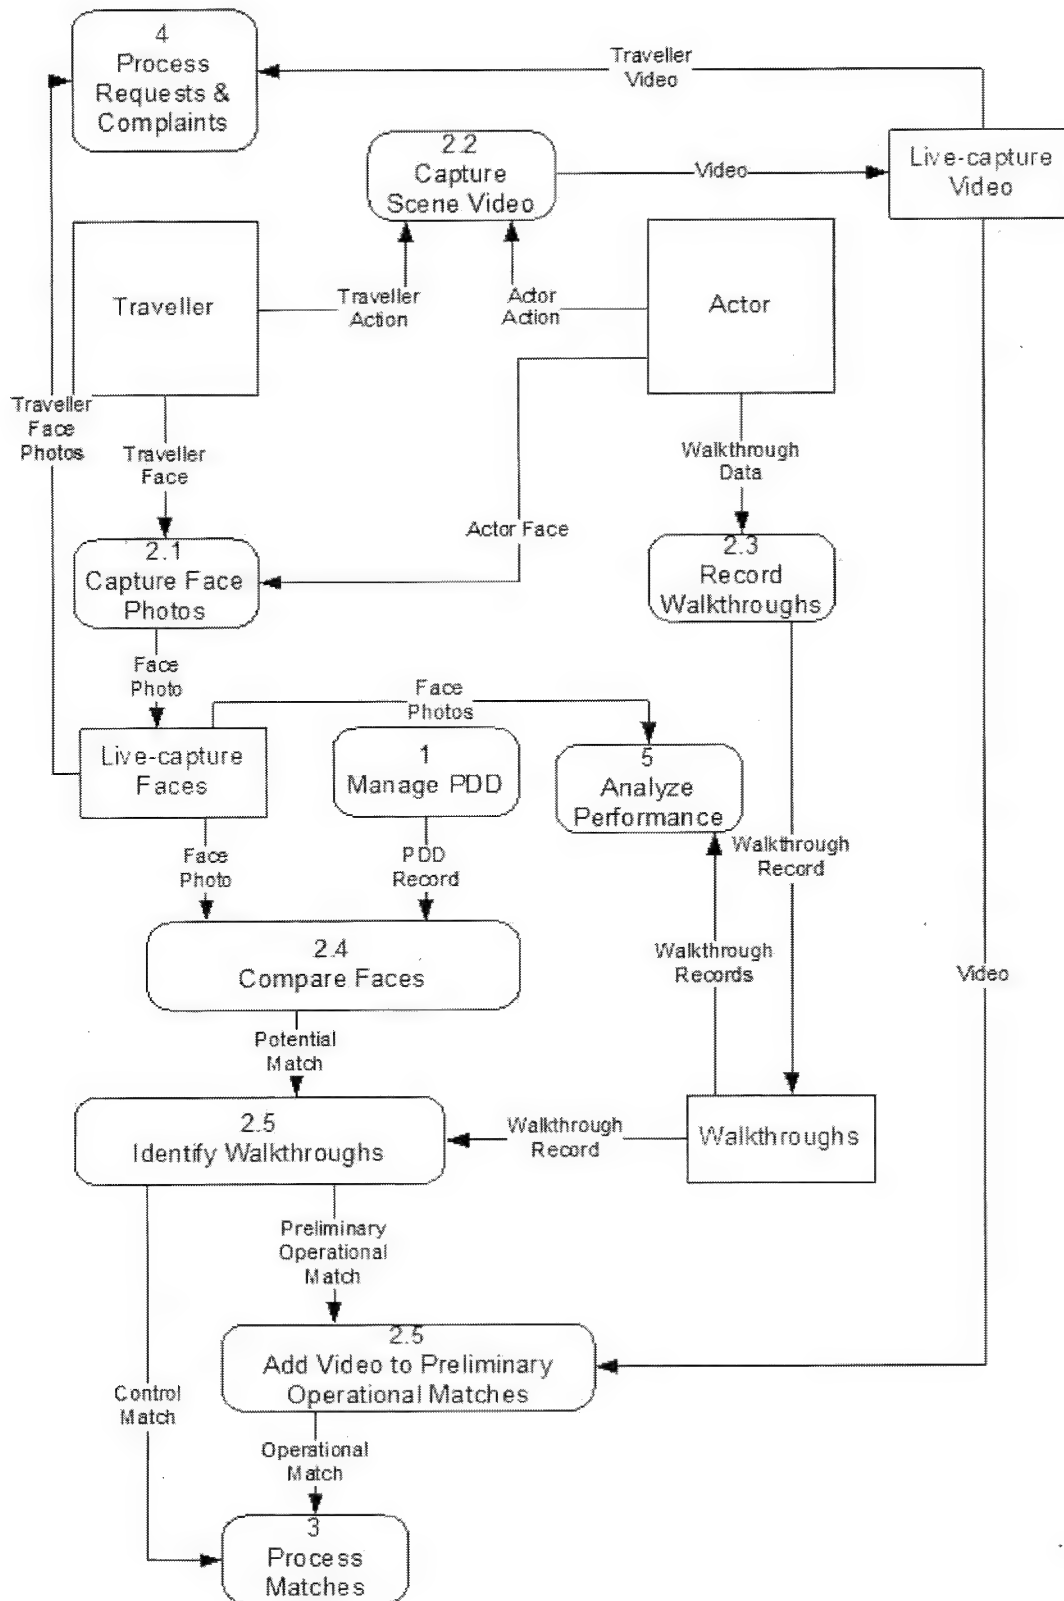 4
Process
Requests &
Complaints
Traveller
Video
2.2
Capture
Scene Video
Video
Live-capture
Video
Traveller
Traveller
Action
Actor
Action
Actor
Traveller
Face
Photos
Traveller
Face
Walkthrough
Data
Actor Face
2.1
Capture Face
Photos
2.3
Record
Walkthroughs
Face
Photo
Face
Photos
Live-capture
Faces
1
Manage PDD
5
Analyze
Performance
Face
Photo
PDD
Record
Walkthrough
Record
2.4
Compare Faces
Walkthrough
Records
Video
Potential
Match
2.5
Identify Walkthroughs
Walkthrough
Record
Walkthroughs
Preliminary
Operational
Match
2.5
Add Video to Preliminary
Operational Matches
Control
Match
Operational
Match
3
Process
Matches